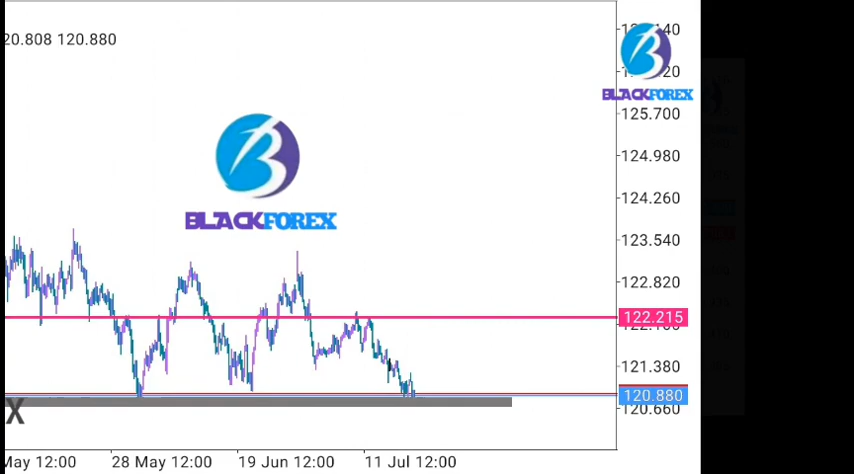 20.808 120.880
BLACKFOREX
BLACKFOREX
125.700
124.980
124.260
123.540
122.820
122.215
121.380
120.880
120.660
X
May 12:00
28 May 12:00
19 Jun 12:00
11 Jul 12:00